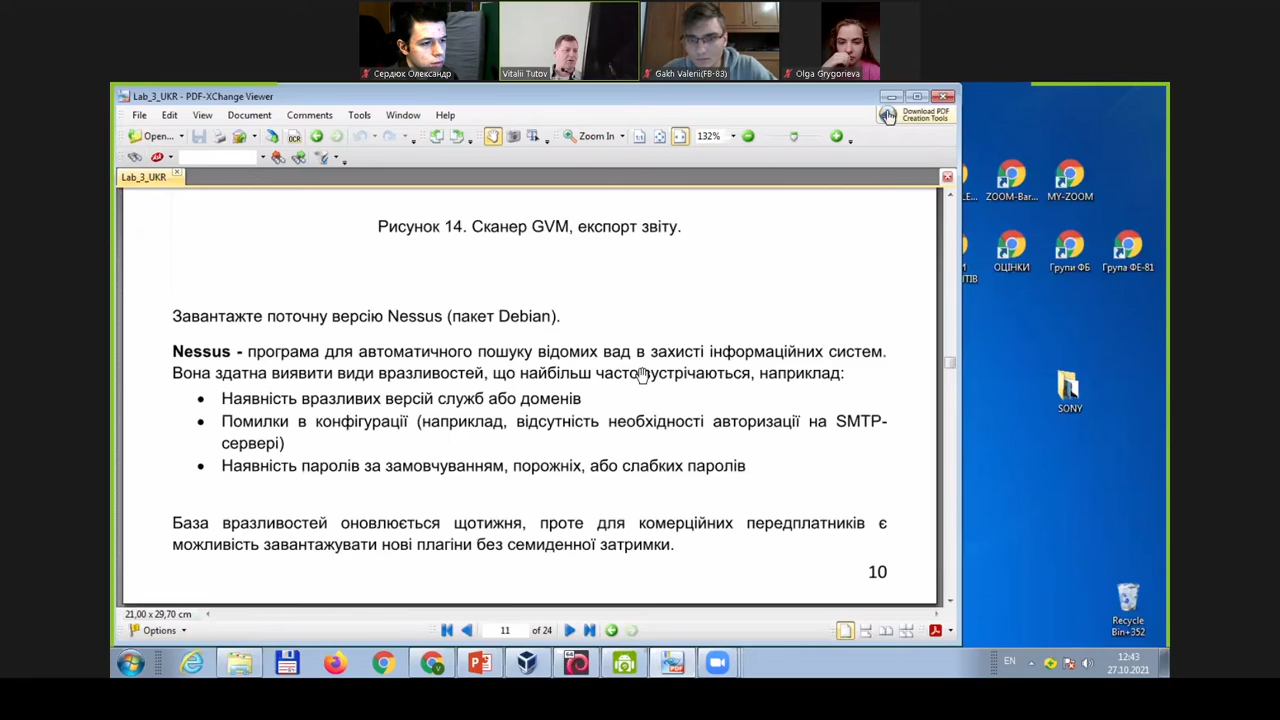 Сердюк Олександр
Vitalii Tutov
Gakh Valerii(FB-83)
Olga Grygorieva
Lab_3_UKR - PDF-XChange Viewer
File Edit View Document Comments Tools Window Help
Download PDF
Creation Tools
Open...
OCR
Zoom In
132%
Lab_3_UKR
Рисунок 14. Сканер GVM, експорт звіту.
Завантажте поточну версію Nessus (пакет Debian).
Nessus - програма для автоматичного пошуку відомих вад в захисті інформаційних систем.
Вона здатна виявити види вразливостей, що найбільш часто зустрічаються, наприклад:
• Наявність вразливих версій служб або доменів
• Помилки в конфігурації (наприклад, відсутність необхідності авторизації на SMTP-
сервері)
• Наявність паролів за замовчуванням, порожніх, або слабких паролів
База вразливостей оновлюється щотижня, проте для комерційних передплатників є
можливість завантажувати нові плагіни без семиденної затримки.
10
21,00 x 29,70 cm
Options
11 of 24
LE...
ZOOM-Bar...
MY-ZOOM
ОЦІНКИ
Групи ФБ
Група ФЕ-81
ТІВ
SONY
Recycle
Bin+352
EN
12:43
27.10.2021